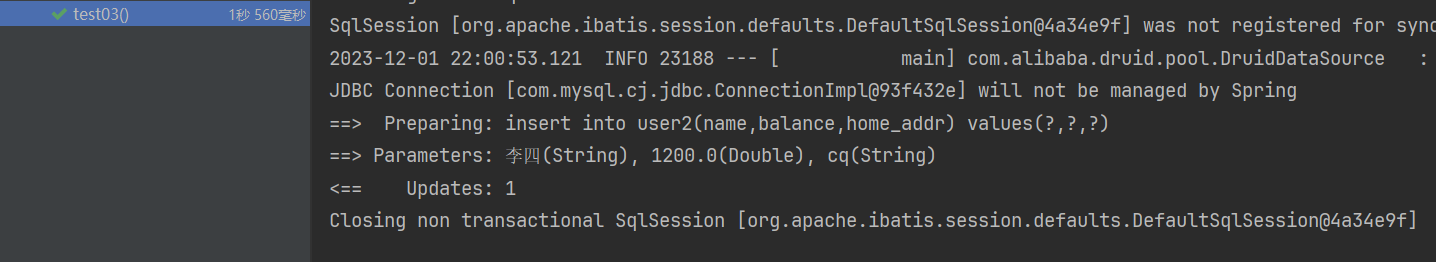 test03()
1秒 560毫秒
SqlSession [org.apache.ibatis.session.defaults.DefaultSqlSession@4a34e9f] was not registered for sync
2023-12-01 22:00:53.121  INFO 23188 --- [           main] com.alibaba.druid.pool.DruidDataSource   :
JDBC Connection [com.mysql.cj.jdbc.ConnectionImpl@93f432e] will not be managed by Spring
==>  Preparing: insert into user2(name,balance,home_addr) values(?,?,?)
==> Parameters: 李四(String), 1200.0(Double), cq(String)
<==    Updates: 1
Closing non transactional SqlSession [org.apache.ibatis.session.defaults.DefaultSqlSession@4a34e9f]